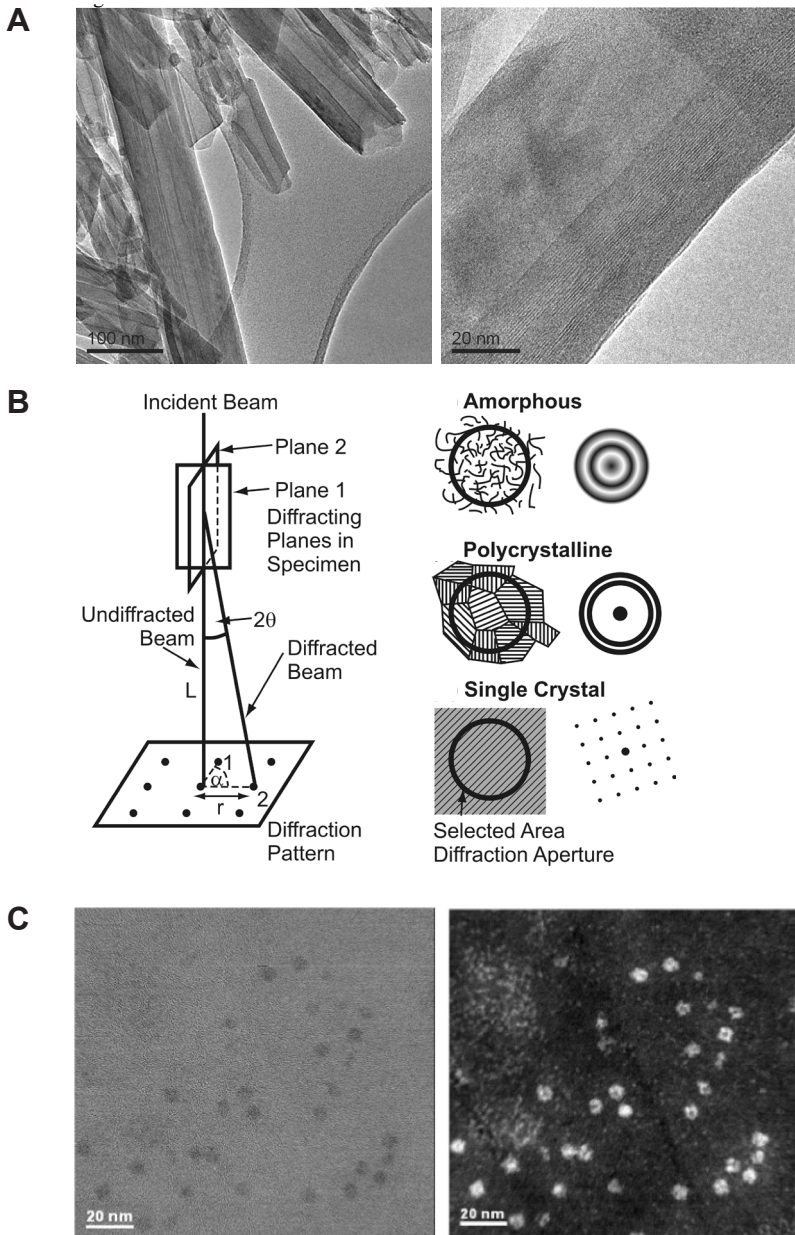 A
100 nm
20 nm
B
Incident Beam
Plane 2
Plane 1
Diffracting
Planes in
Specimen
Undiffracted
Beam
2θ
Diffracted
Beam
L
1
α
2
r
Diffraction
Pattern
Amorphous
Polycrystalline
Single Crystal
Selected Area
Diffraction Aperture
C
20 nm
20 nm